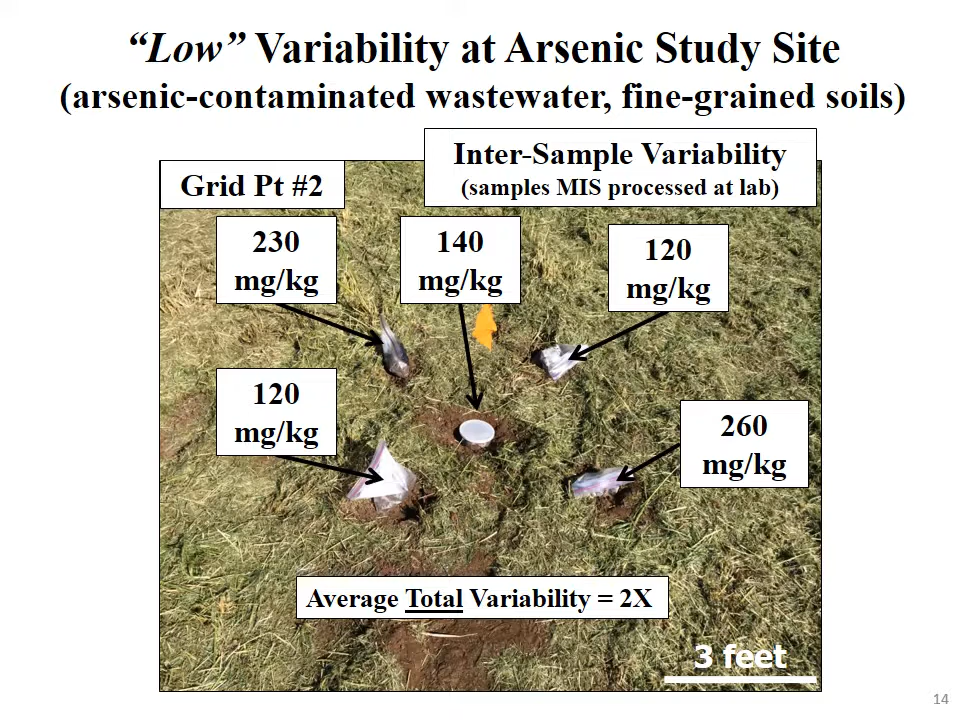 “Low” Variability at Arsenic Study Site
(arsenic-contaminated wastewater, fine-grained soils)
Inter-Sample Variability
(samples MIS processed at lab)
Grid Pt #2
230
mg/kg
140
mg/kg
120
mg/kg
120
mg/kg
260
mg/kg
Average Total Variability = 2X
3 feet
14